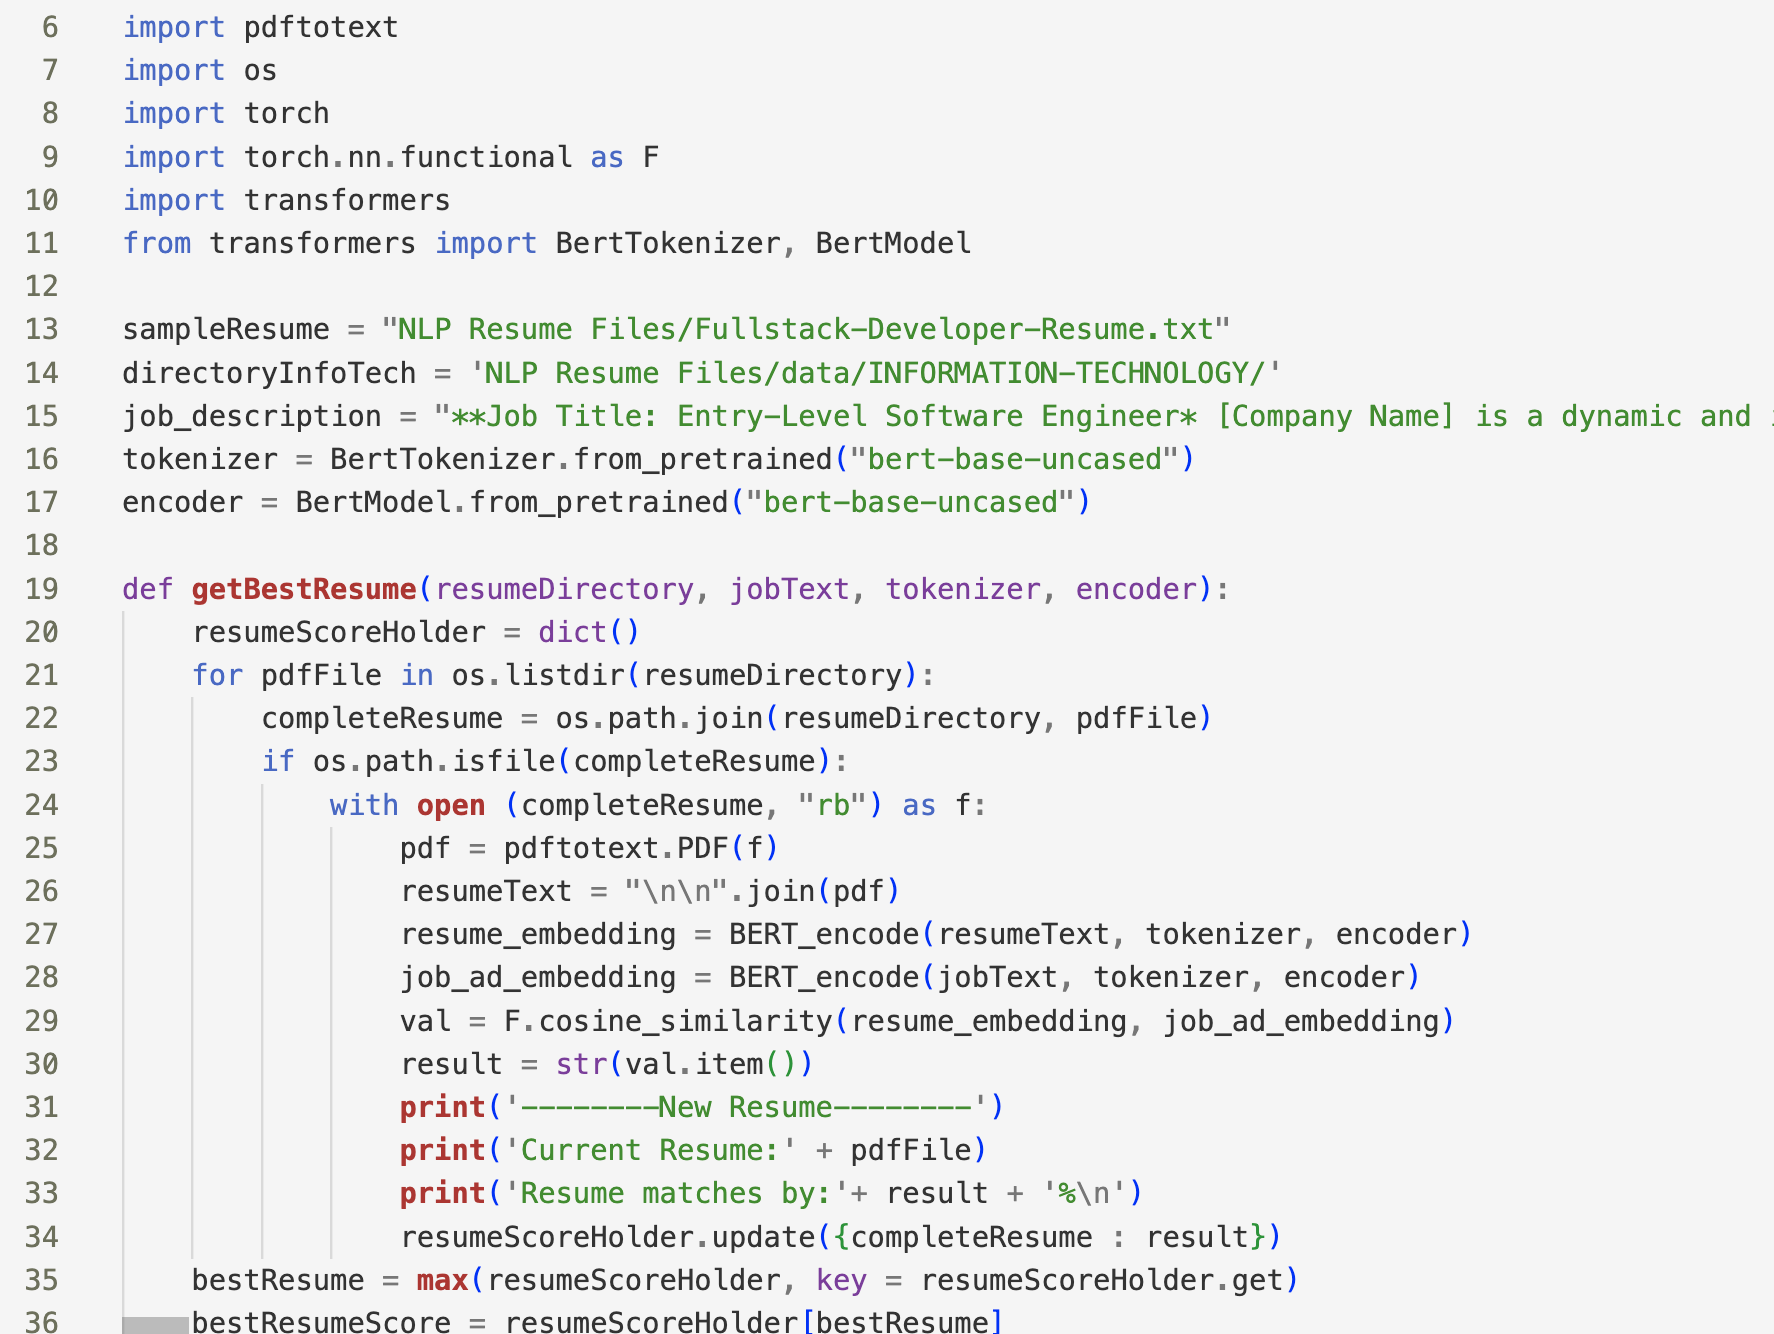 6 import pdftotext
7 import os
8 import torch
9 import torch.nn.functional as F
10 import transformers
11 from transformers import BertTokenizer, BertModel
12
13 sampleResume = "NLP Resume Files/Fullstack-Developer-Resume.txt"
14 directoryInfoTech = 'NLP Resume Files/data/INFORMATION-TECHNOLOGY/'
15 job_description = "**Job Title: Entry-Level Software Engineer* [Company Name] is a dynamic and
16 tokenizer = BertTokenizer.from_pretrained("bert-base-uncased")
17 encoder = BertModel.from_pretrained("bert-base-uncased")
18
19 def getBestResume(resumeDirectory, jobText, tokenizer, encoder):
20     resumeScoreHolder = dict()
21     for pdfFile in os.listdir(resumeDirectory):
22         completeResume = os.path.join(resumeDirectory, pdfFile)
23         if os.path.isfile(completeResume):
24             with open (completeResume, "rb") as f:
25                 pdf = pdftotext.PDF(f)
26                 resumeText = "\n\n".join(pdf)
27                 resume_embedding = BERT_encode(resumeText, tokenizer, encoder)
28                 job_ad_embedding = BERT_encode(jobText, tokenizer, encoder)
29                 val = F.cosine_similarity(resume_embedding, job_ad_embedding)
30                 result = str(val.item())
31                 print('--------New Resume--------')
32                 print('Current Resume:' + pdfFile)
33                 print('Resume matches by:'+ result + '%\n')
34                 resumeScoreHolder.update({completeResume : result})
35     bestResume = max(resumeScoreHolder, key = resumeScoreHolder.get)
36     bestResumeScore = resumeScoreHolder[bestResume]